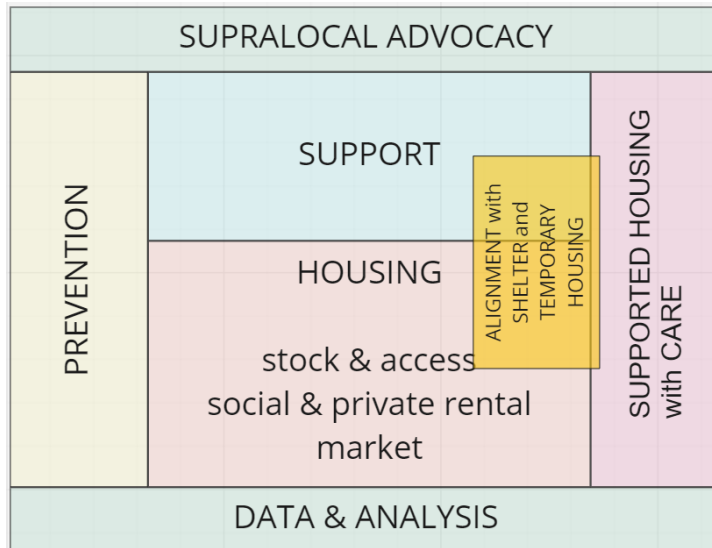 SUPRALOCAL ADVOCACY
PREVENTION
SUPPORT
HOUSING
stock & access
social & private rental
market
ALIGNMENT with
SHELTER and
TEMPORARY
HOUSING
SUPPORTED HOUSING
with CARE
DATA & ANALYSIS